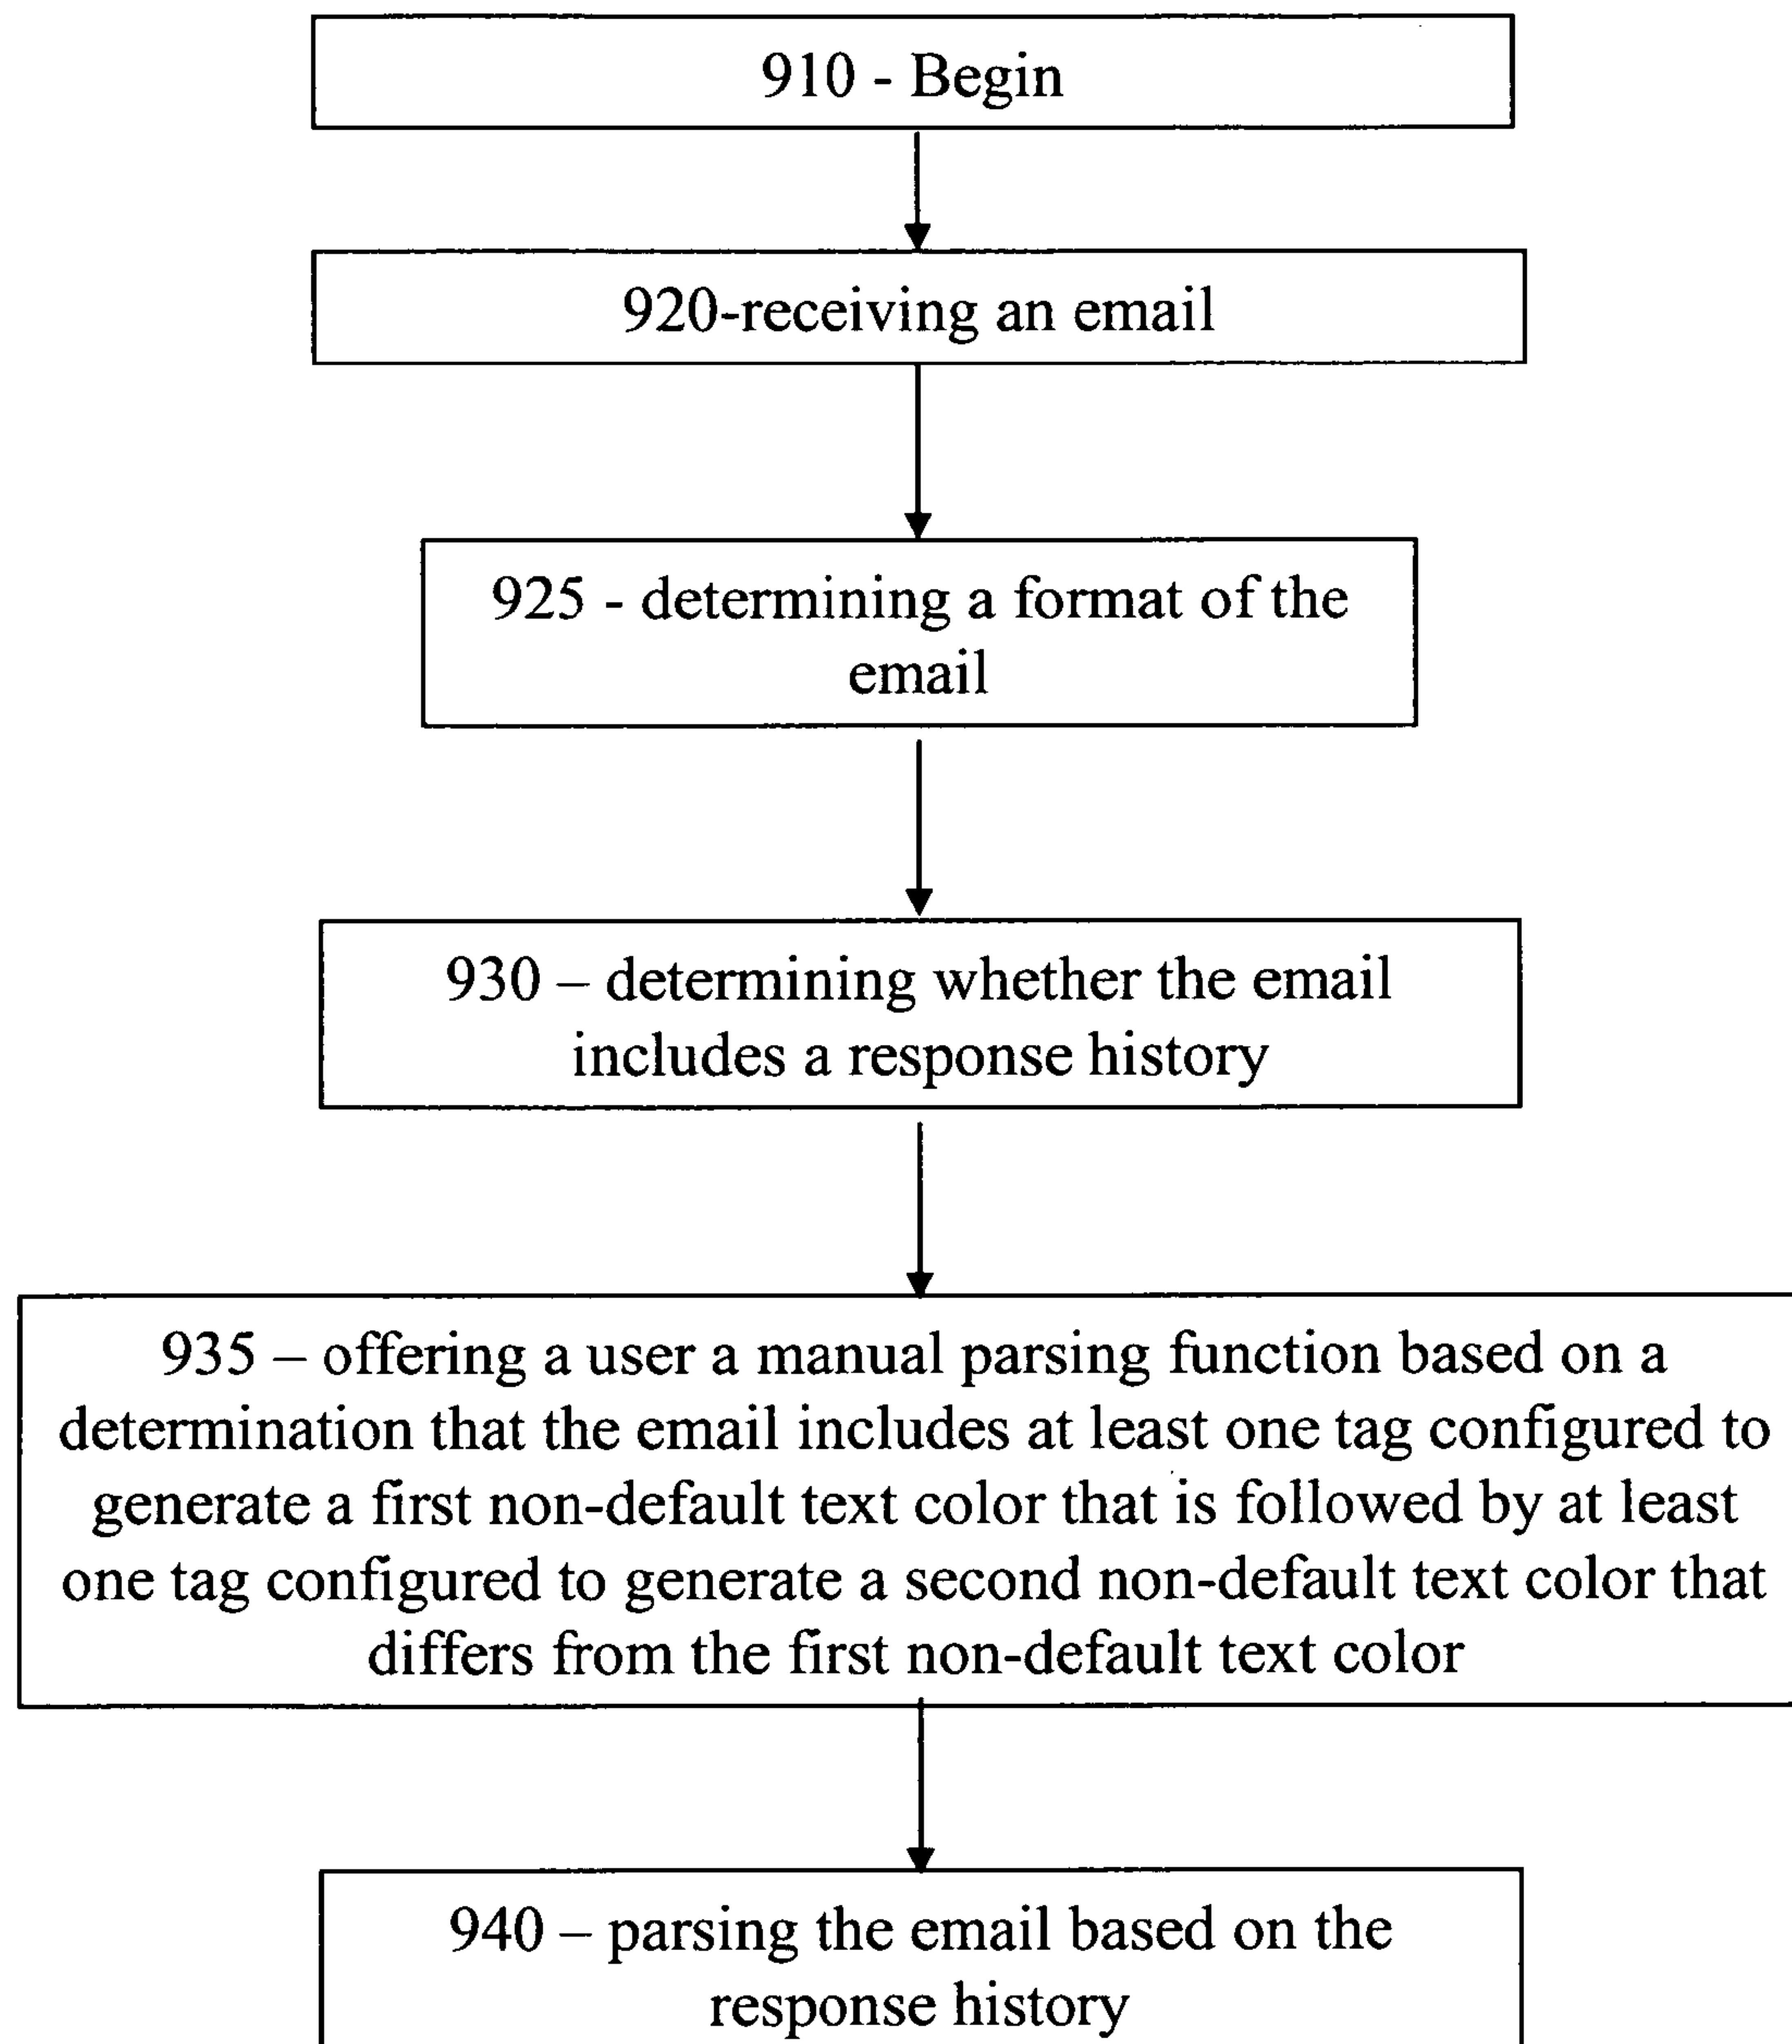 910 - Begin
920-receiving an email
925 - determining a format of the
email
930 – determining whether the email
includes a response history
935 – offering a user a manual parsing function based on a
determination that the email includes at least one tag configured to
generate a first non-default text color that is followed by at least
one tag configured to generate a second non-default text color that
differs from the first non-default text color
940 – parsing the email based on the
response history